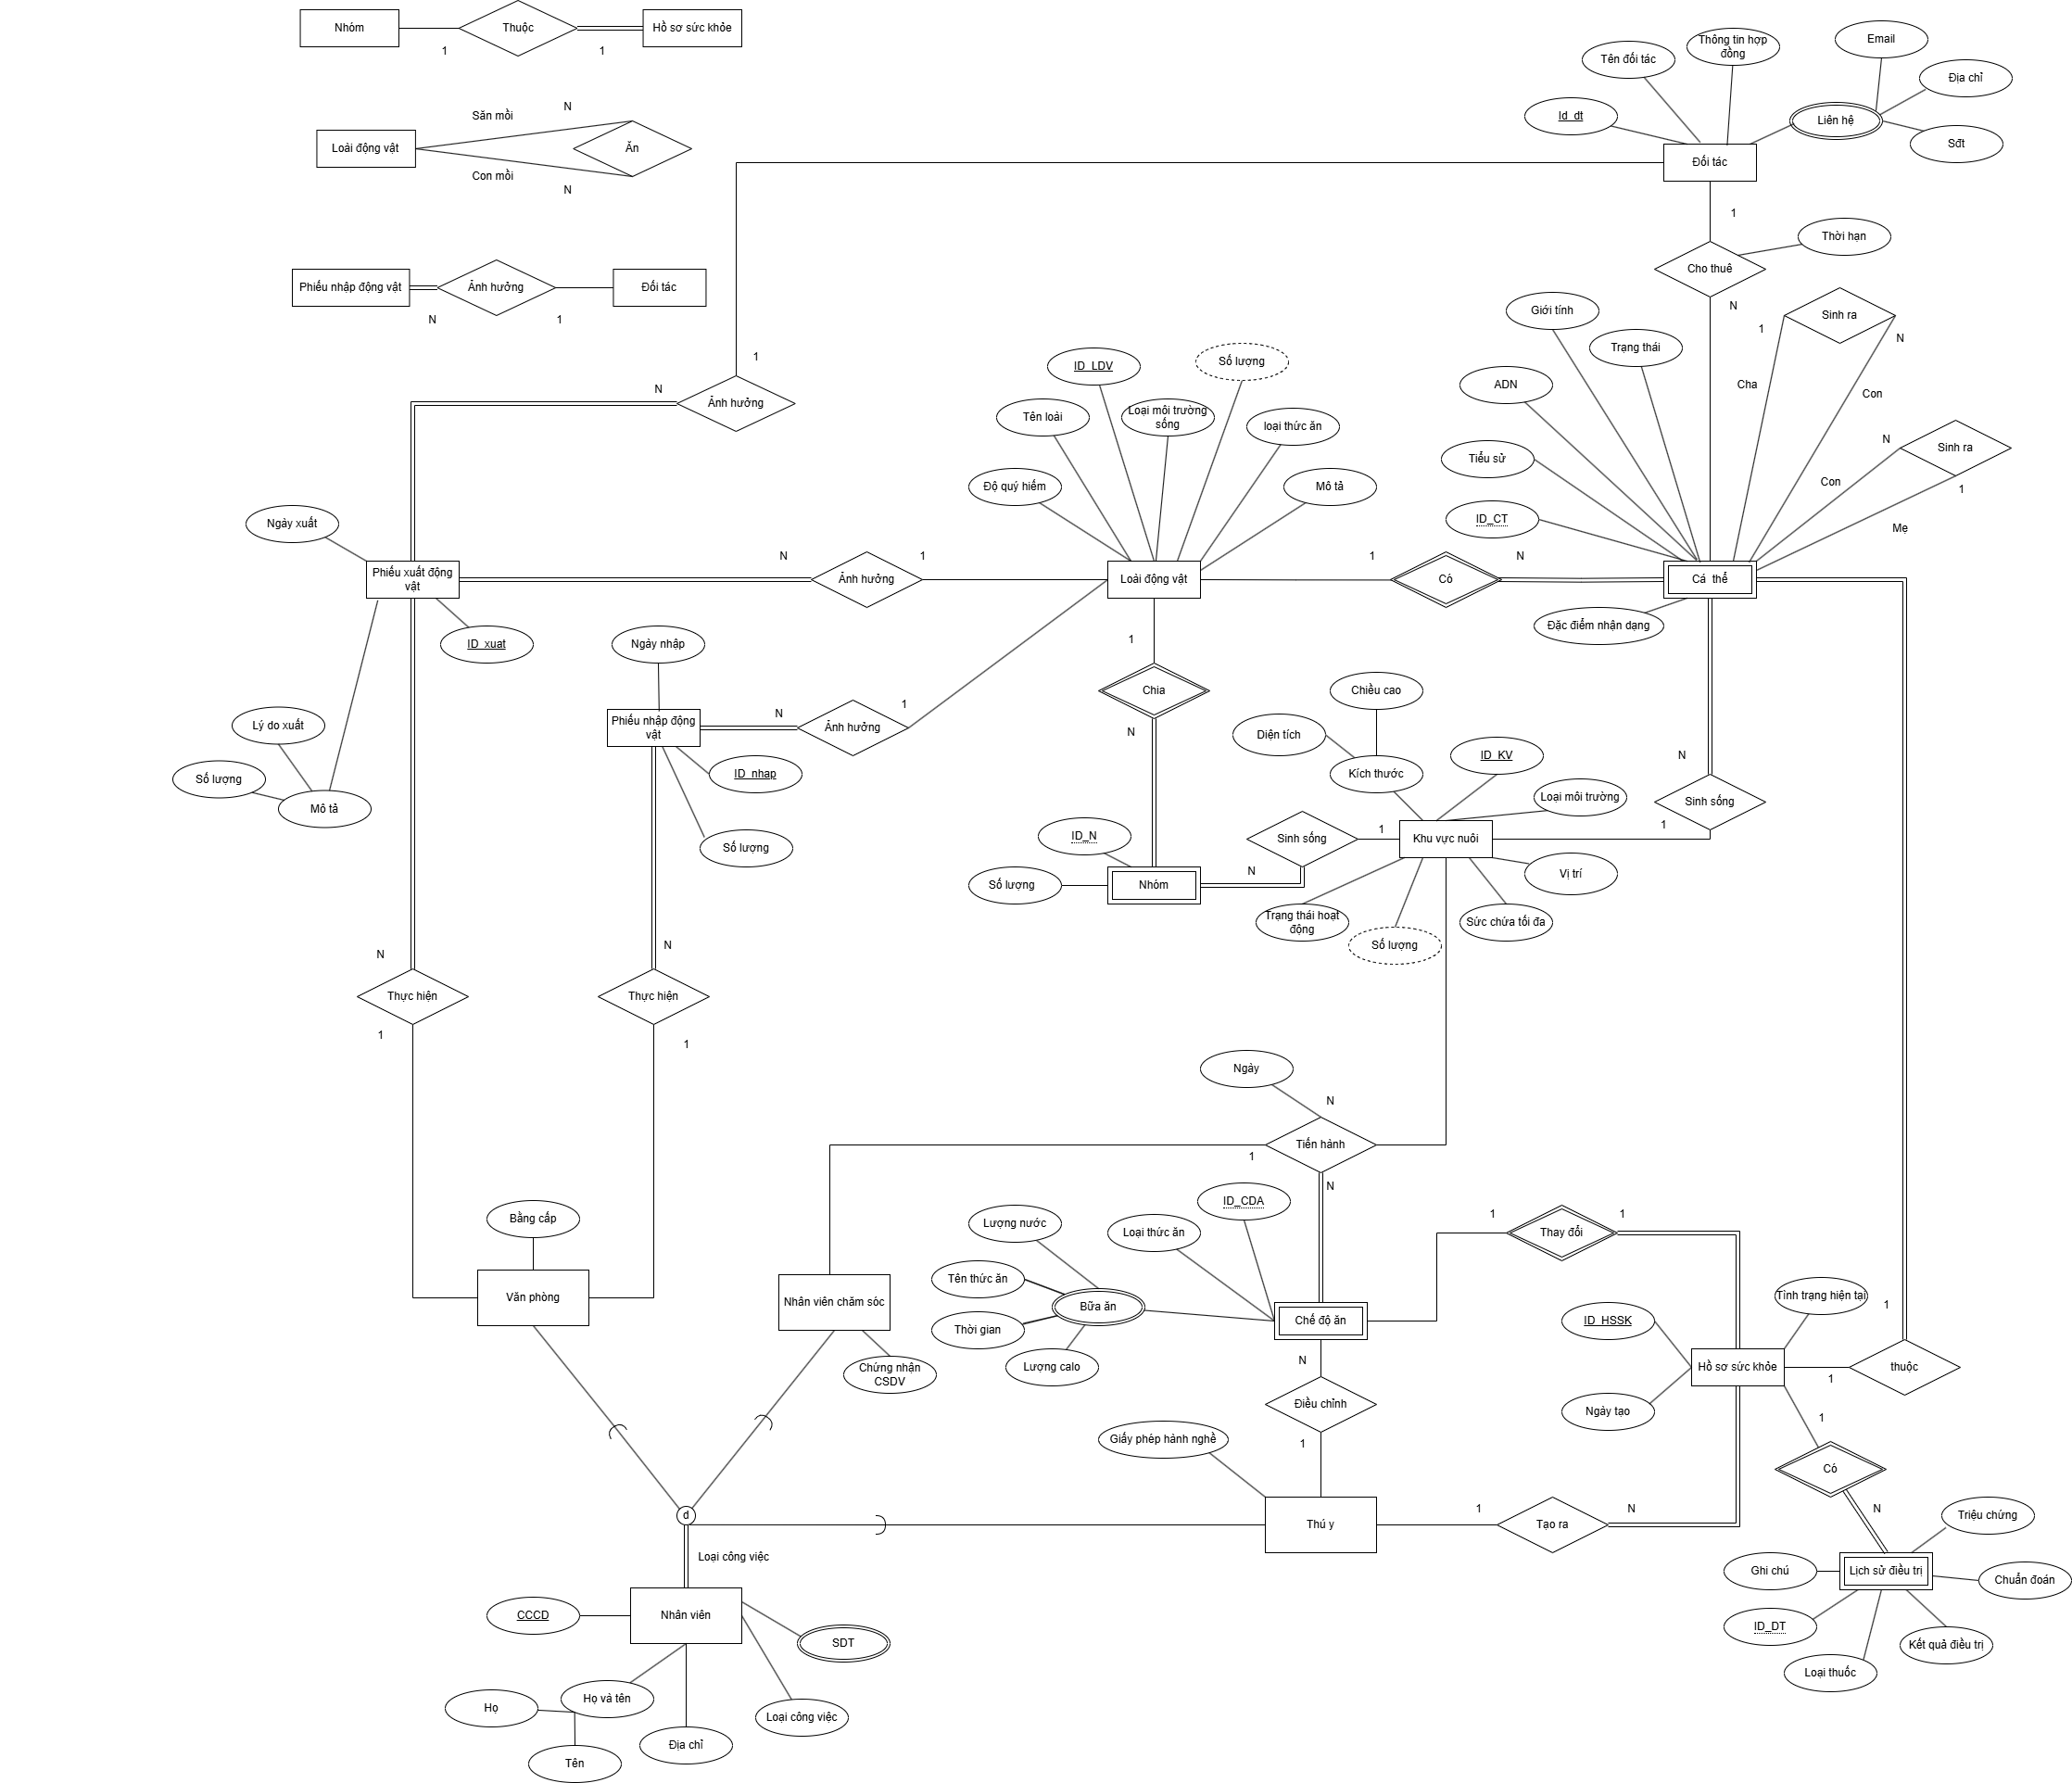 Nhóm
Thuộc
Hồ sơ sức khỏe
1
1
Email
Thông tin hợp
đồng
Tên đối tác
Địa chỉ
Id_dt
Liên hệ
Sđt
Săn mồi
N
Loài động vật
Ăn
Con mồi
N
Đối tác
1
Thời hạn
Cho thuê
N
Phiếu nhập động vật
Ảnh hưởng
Đối tác
N
1
1
N
Ảnh hưởng
Giới tính
Sinh ra
1
N
Trạng thái
Cha
Con
ADN
N
Sinh ra
Tiểu sử
Con
1
ID_CT
Mẹ
ID_LDV
Số lượng
Tên loài
Loại môi trường
sống
loại thức ăn
Độ quý hiếm
Mô tả
Ngày xuất
Phiếu xuất động
vật
N
Ảnh hưởng
1
Loài động vật
1
Có
N
Cá thể
Đặc điểm nhận dạng
ID_xuat
Ngày nhập
1
Chia
N
Lý do xuất
Số lượng
Mô tả
Phiếu nhập động
vật
N
Ảnh hưởng
1
ID_nhap
Số lượng
Chiều cao
Diện tích
Kích thước
ID_KV
Loại môi trường
N
Sinh sống
1
ID_N
Sinh sống
1
Khu vực nuôi
Số lượng
Nhóm
N
Vị trí
Trạng thái hoạt
động
Số lượng
Sức chứa tối đa
N
N
Thực hiện
Thực hiện
1
1
Ngày
N
Tiến hành
1
N
Bằng cấp
Văn phòng
Nhân viên chăm sóc
Chứng nhận
CSDV
Lượng nước
Loại thức ăn
ID_CDA
1
Thay đổi
1
Tên thức ăn
Bữa ăn
Thời gian
Lượng calo
Chế độ ăn
ID_HSSK
Tình trạng hiện tại
1
N
Hồ sơ sức khỏe
thuộc
1
Điều chỉnh
Ngày tạo
1
1
Giấy phép hành nghề
Có
d
Thú y
1
Tạo ra
N
N
Triệu chứng
Loại công việc
Ghi chú
Lịch sử điều trị
Chuẩn đoán
CCCD
Nhân viên
SDT
ID_DT
Kết quả điều trị
Loại thuốc
Họ
Họ và tên
Loại công việc
Địa chỉ
Tên